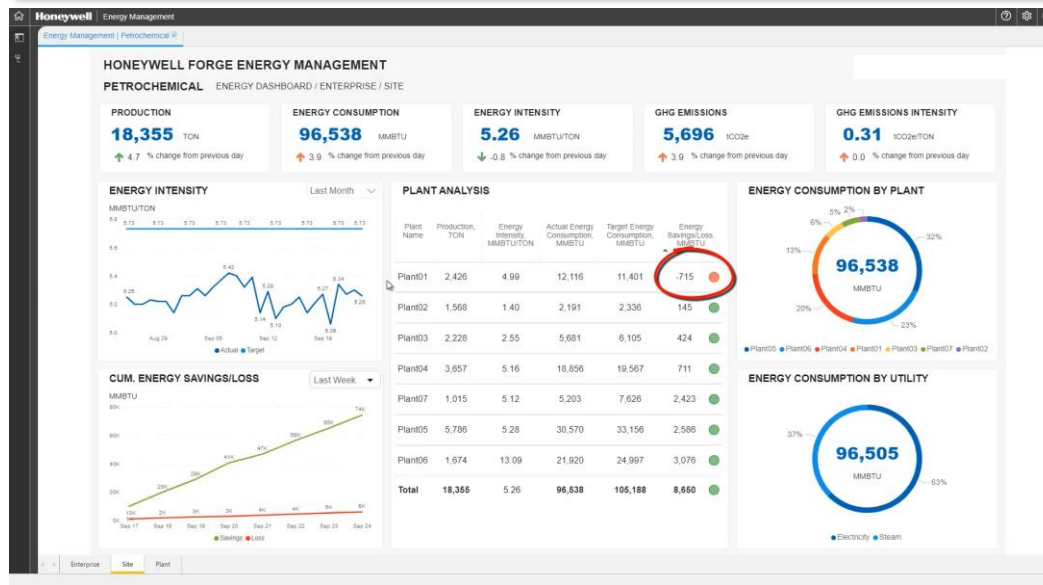 Honeywell | Energy Management
Energy Management | Petrochemical
HONEYWELL FORGE ENERGY MANAGEMENT
PETROCHEMICAL ENERGY DASHBOARD / ENTERPRISE / SITE
PRODUCTION
18,355 TON
4.7 % change from previous day
ENERGY CONSUMPTION
96,538 MMBTU
3.9 % change from previous day
ENERGY INTENSITY
5.26 MMBTU/TON
-0.8 % change from previous day
GHG EMISSIONS
5,696 tCO2e
3.9 % change from previous day
GHG EMISSIONS INTENSITY
0.31 tCO2e/TON
0.0 % change from previous day
ENERGY INTENSITY Last Month
MMBTU/TON
5.73 5.73 5.73 5.73 5.73 5.73 5.73 5.73
5.6
5.4
5.2
5.28 5.42 5.14 5.10 5.27 5.34 5.26
Aug 29 Sep 05 Sep 12 Sep 19
Actual Target
CUM. ENERGY SAVINGS/LOSS Last Week
MMBTU
80K
60K
40K
20K
0K
10K 20K 29K 41K 47K 56K 65K 74K
2K 3K 3K 4K 4K 5K 6K
Sep 17 Sep 18 Sep 19 Sep 20 Sep 21 Sep 22 Sep 23 Sep 24
Savings Loss
PLANT ANALYSIS
Plant Name Production, TON Energy Intensity, MMBTU/TON Actual Energy Consumption, MMBTU Target Energy Consumption, MMBTU Energy Savings/Loss, MMBTU
Plant01 2,426 4.99 12,116 11,401 -715
Plant02 1,568 1.40 2,191 2,336 145
Plant03 2,228 2.55 5,681 6,105 424
Plant04 3,657 5.16 18,856 19,567 711
Plant07 1,015 5.12 5,203 7,626 2,423
Plant05 5,786 5.28 30,570 33,156 2,586
Plant06 1,674 13.09 21,920 24,997 3,076
Total 18,355 5.26 96,538 105,188 8,650
ENERGY CONSUMPTION BY PLANT
5% 2%
6%
32%
13%
96,538
MMBTU
20%
23%
Plant05 Plant06 Plant04 Plant01 Plant03 Plant07 Plant02
ENERGY CONSUMPTION BY UTILITY
37%
96,505
MMBTU
63%
Electricity Steam
Enterprise Site Plant